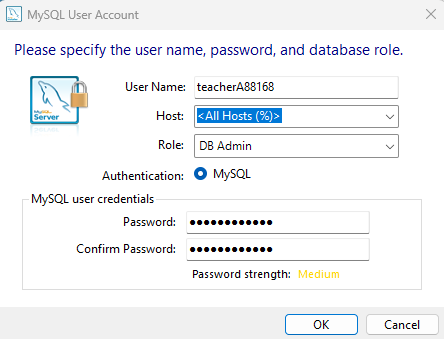 MySQL User Account
Please specify the user name, password, and database role.
User Name: teacherA88168
Host: <All Hosts (%)>
Role: DB Admin
Authentication: MySQL
MySQL
Server
MySQL user credentials
Password: ●●●●●●●●●●●●
Confirm Password: ●●●●●●●●●●●●
Password strength: Medium
OK Cancel